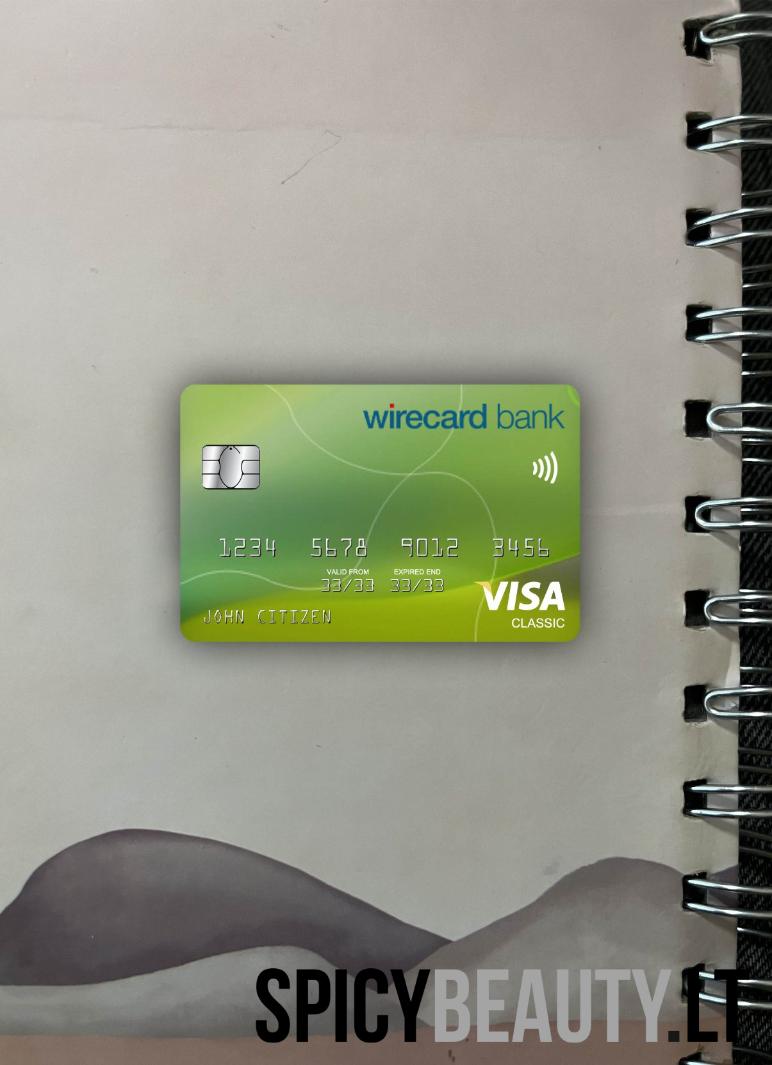 wirecard bank
1234 5678 9012 3456
VALID FROM EXPIRED END
33/33 33/33
JOHN CITIZEN
VISA
CLASSIC
SPICYBEAUTY.LT